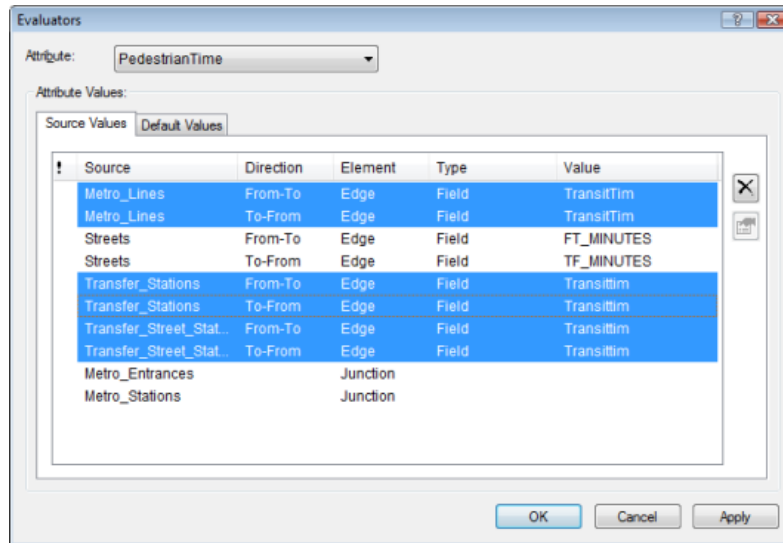 Evaluators
Attribute: PedestrianTime
Attribute Values:
Source Values Default Values
! Source Direction Element Type Value
Metro_Lines From-To Edge Field TransitTim
Metro_Lines To-From Edge Field TransitTim
Streets From-To Edge Field FT_MINUTES
Streets To-From Edge Field TF_MINUTES
Transfer_Stations From-To Edge Field Transittim
Transfer_Stations To-From Edge Field Transittim
Transfer_Street_Stat... From-To Edge Field Transittim
Transfer_Street_Stat... To-From Edge Field Transittim
Metro_Entrances Junction
Metro_Stations Junction
OK Cancel Apply